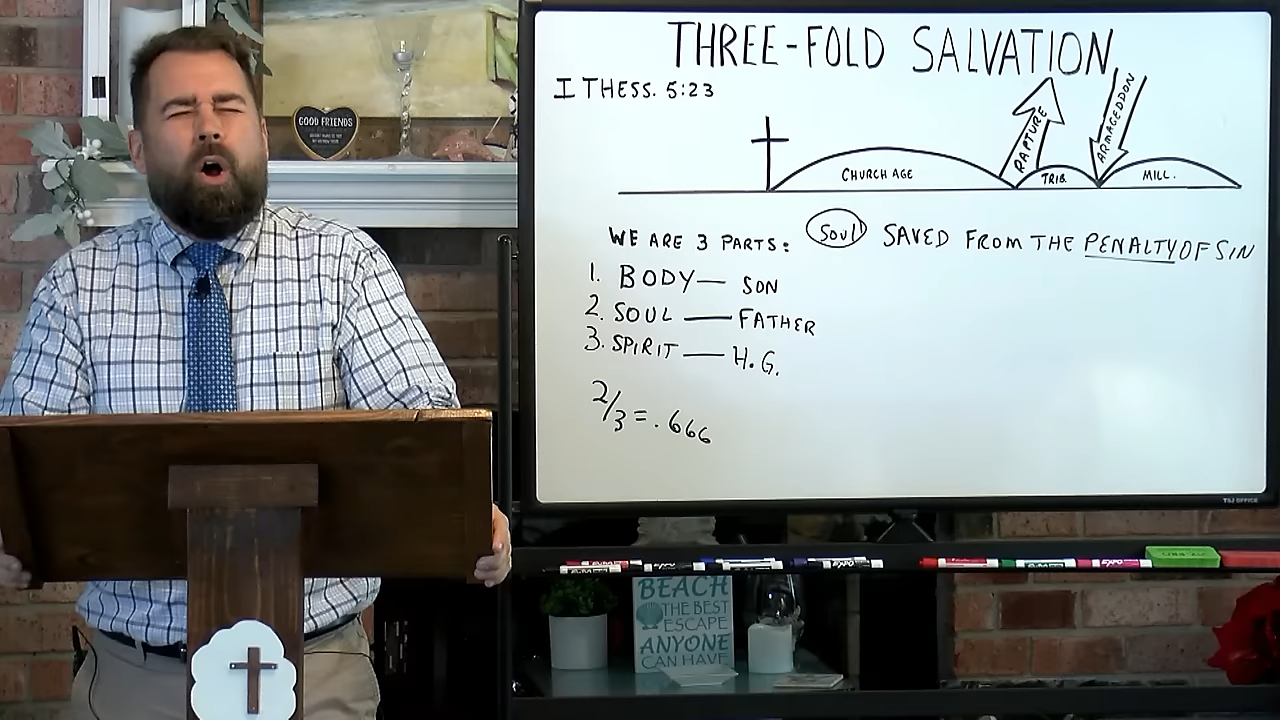 THREE-FOLD SALVATION
I THESS. 5:23
RAPTURE
ARMAGEDDON
CHURCH AGE
TRIB.
MILL.
WE ARE 3 PARTS:
Soul SAVED FROM THE PENALTY OF SIN
1. BODY — SON
2. SOUL — FATHER
3. SPIRIT — H.G.
2/3 = .666
GOOD FRIENDS
BEACH
THE BEST
ESCAPE
ANYONE
CAN HAVE
EXPO